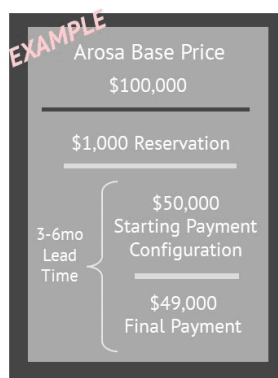 EXAMPLE
Arosa Base Price
$100,000
$1,000 Reservation
3-6mo
Lead
Time
$50,000
Starting Payment
Configuration
$49,000
Final Payment